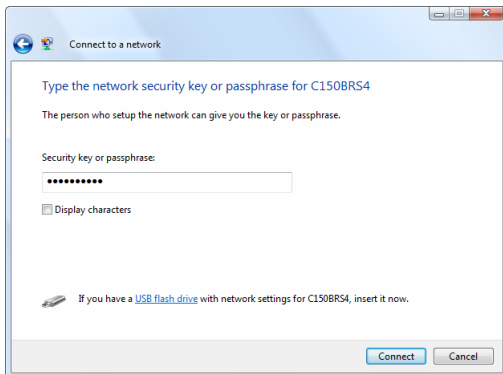 Connect to a network
Type the network security key or passphrase for C150BRS4
The person who setup the network can give you the key or passphrase.
Security key or passphrase:
••••••••••
Display characters
If you have a USB flash drive with network settings for C150BRS4, insert it now.
Connect Cancel